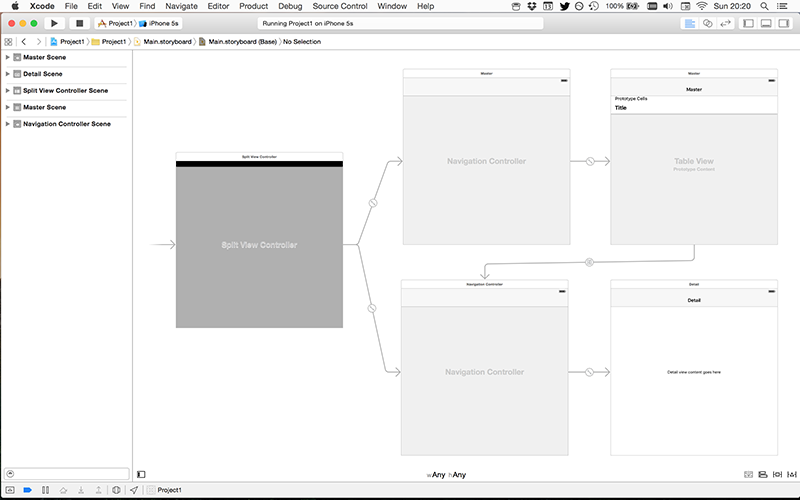 Xcode File Edit View Find Navigate Editor Product Debug Source Control Window Help 100% Sun 20:20
Project1 iPhone 5s Running Project1 on iPhone 5s
Project1 Project1 Main.storyboard Main.storyboard (Base) No Selection
Master Scene
Detail Scene
Split View Controller Scene
Master Scene
Navigation Controller Scene
Split View Controller
Split View Controller
Master
Navigation Controller
Master
Master
Prototype Cells
Title
Table View
Prototype Content
Navigation Controller
Navigation Controller
Detail
Detail
Detail view content goes here
wAny hAny
Project1